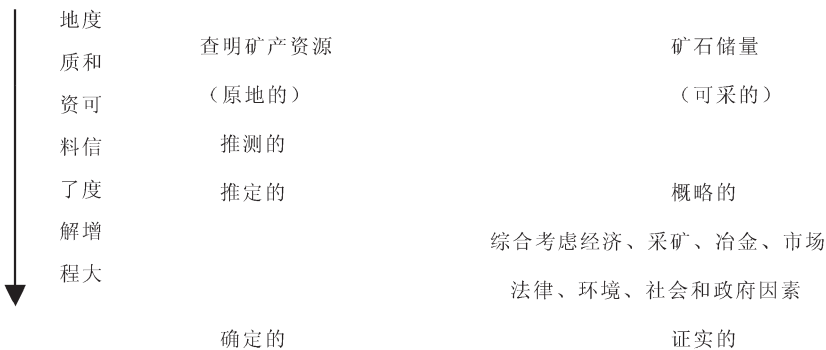 地质资料了解程
度和可信度增大
查明矿产资源
矿石储量
（原地的）
（可采的）
推测的
推定的
概略的
综合考虑经济、采矿、冶金、市场
法律、环境、社会和政府因素
确定的
证实的